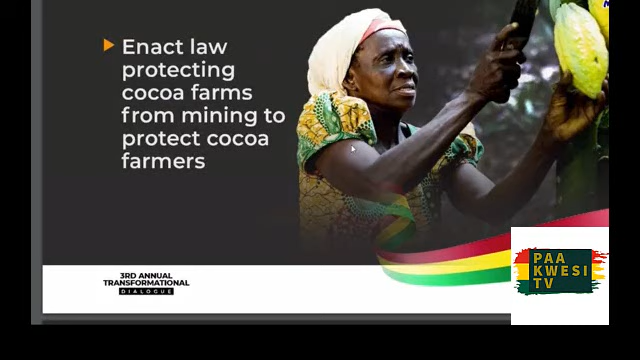 Enact law
protecting
cocoa farms
from mining to
protect cocoa
farmers
3RD ANNUAL
TRANSFORMATIONAL
DIALOGUE
PAA
KWESI
TV